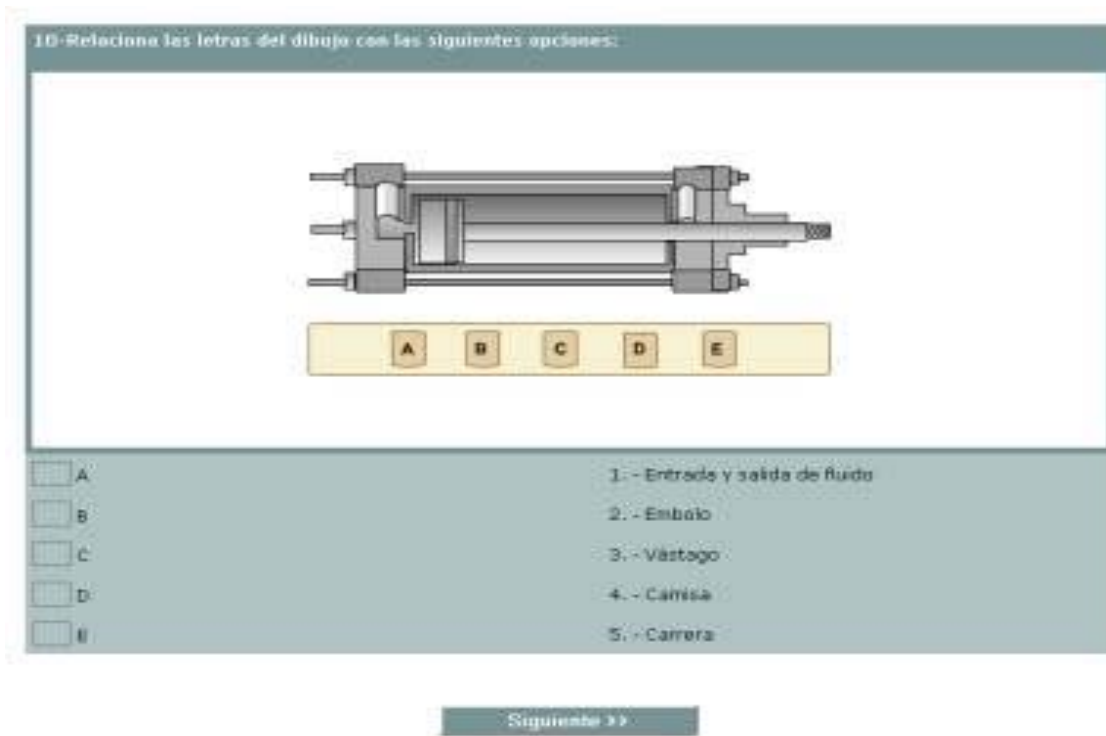 10-Relaciona las letras del dibujo con las siguientes opciones:
A B C D E
A 1. - Entrada y salida de fluido
B 2. - Embolo
C 3. - Vástago
D 4. - Camisa
E 5. - Carrera
Siguiente >>